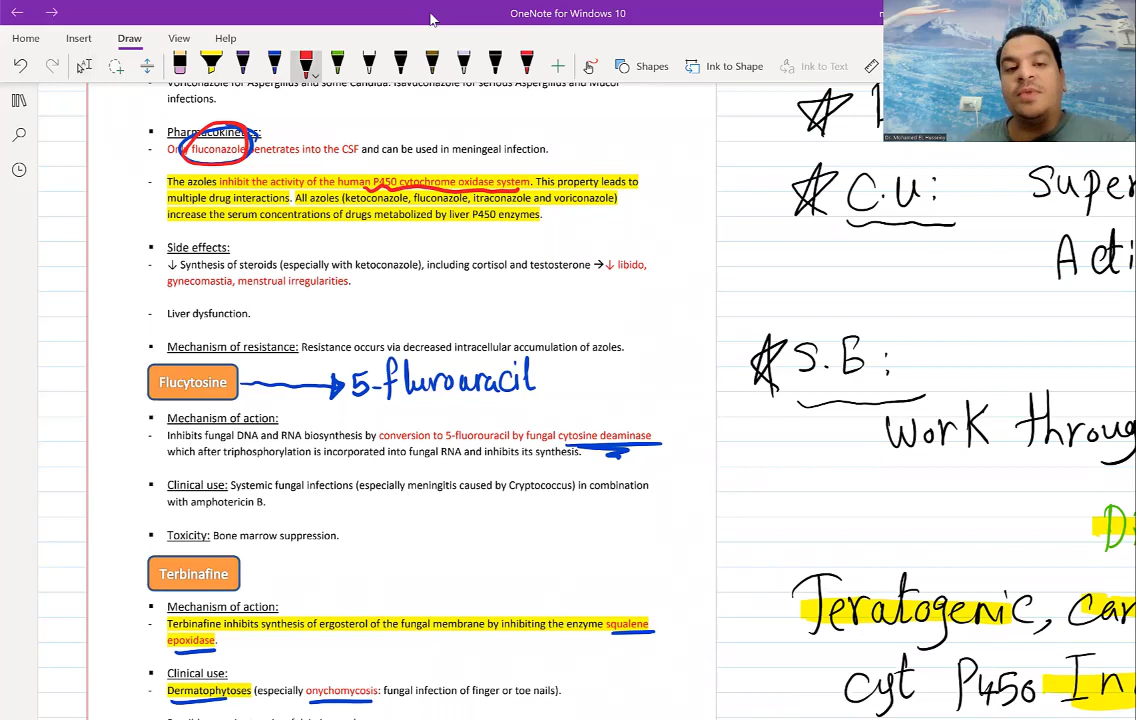 OneNote for Windows 10
Home Insert Draw View Help
Shapes Ink to Shape Ink to Text
Dr. Mohamed El Husseiny
Voriconazole for Aspergillus and some Candida. Isavuconazole for serious Aspergillus and Mucor
infections.
▪ Pharmacokinetics:
- Only fluconazole penetrates into the CSF and can be used in meningeal infection.
- The azoles inhibit the activity of the human P450 cytochrome oxidase system. This property leads to
multiple drug interactions. All azoles (ketoconazole, fluconazole, itraconazole and voriconazole)
increase the serum concentrations of drugs metabolized by liver P450 enzymes.
▪ Side effects:
- ↓ Synthesis of steroids (especially with ketoconazole), including cortisol and testosterone → ↓ libido,
gynecomastia, menstrual irregularities.
- Liver dysfunction.
▪ Mechanism of resistance: Resistance occurs via decreased intracellular accumulation of azoles.
Flucytosine → 5-flurouracil
▪ Mechanism of action:
- Inhibits fungal DNA and RNA biosynthesis by conversion to 5-fluorouracil by fungal cytosine deaminase
which after triphosphorylation is incorporated into fungal RNA and inhibits its synthesis.
▪ Clinical use: Systemic fungal infections (especially meningitis caused by Cryptococcus) in combination
with amphotericin B.
▪ Toxicity: Bone marrow suppression.
Terbinafine
▪ Mechanism of action:
- Terbinafine inhibits synthesis of ergosterol of the fungal membrane by inhibiting the enzyme squalene
epoxidase.
▪ Clinical use:
- Dermatophytoses (especially onychomycosis: fungal infection of finger or toe nails).
C.U: Super
Acti
S.E:
work throug
Teratogenic, car
cyt P450 In